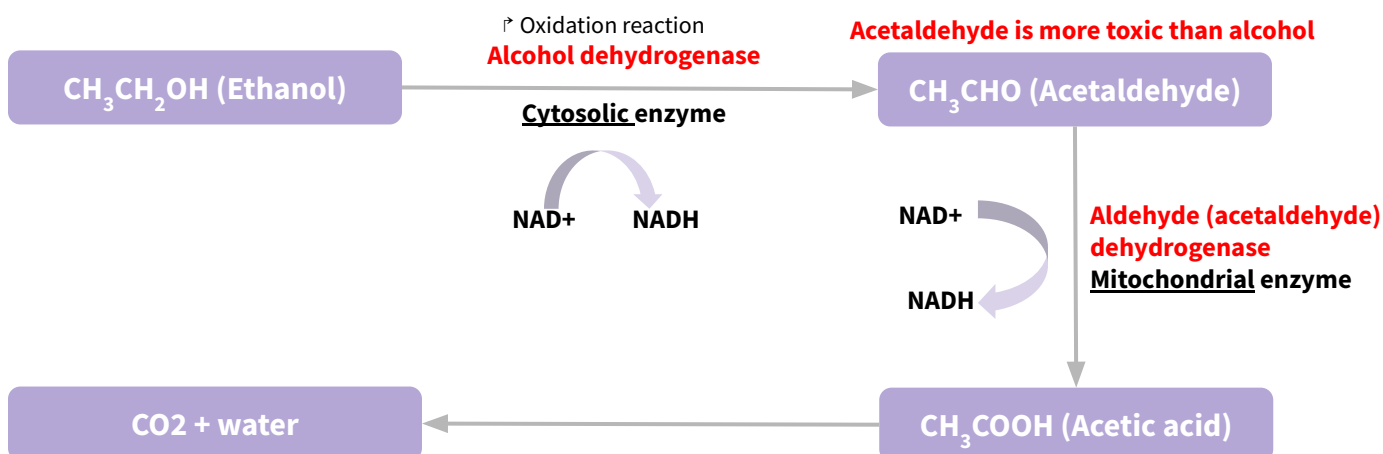 ↱ Oxidation reaction
Alcohol dehydrogenase
Acetaldehyde is more toxic than alcohol
CH₃CH₂OH (Ethanol)
CH₃CHO (Acetaldehyde)
Cytosolic enzyme
NAD+ NADH
NAD+
NADH
Aldehyde (acetaldehyde)
dehydrogenase
Mitochondrial enzyme
CH₃COOH (Acetic acid)
CO2 + water